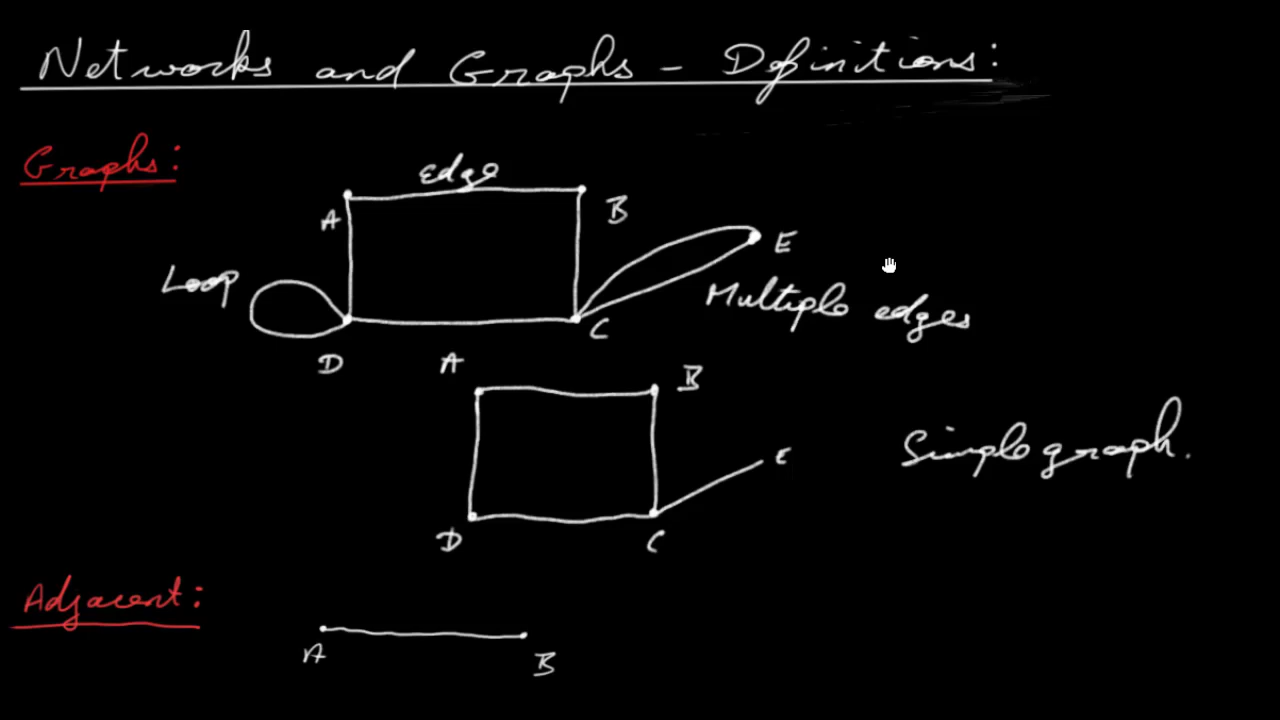 Networks and Graphs - Definitions:
Graphs:
Edge
A
B
E
Loop
Multiple edges
C
D
A
B
Simple graph.
E
D
C
Adjacent:
A
B